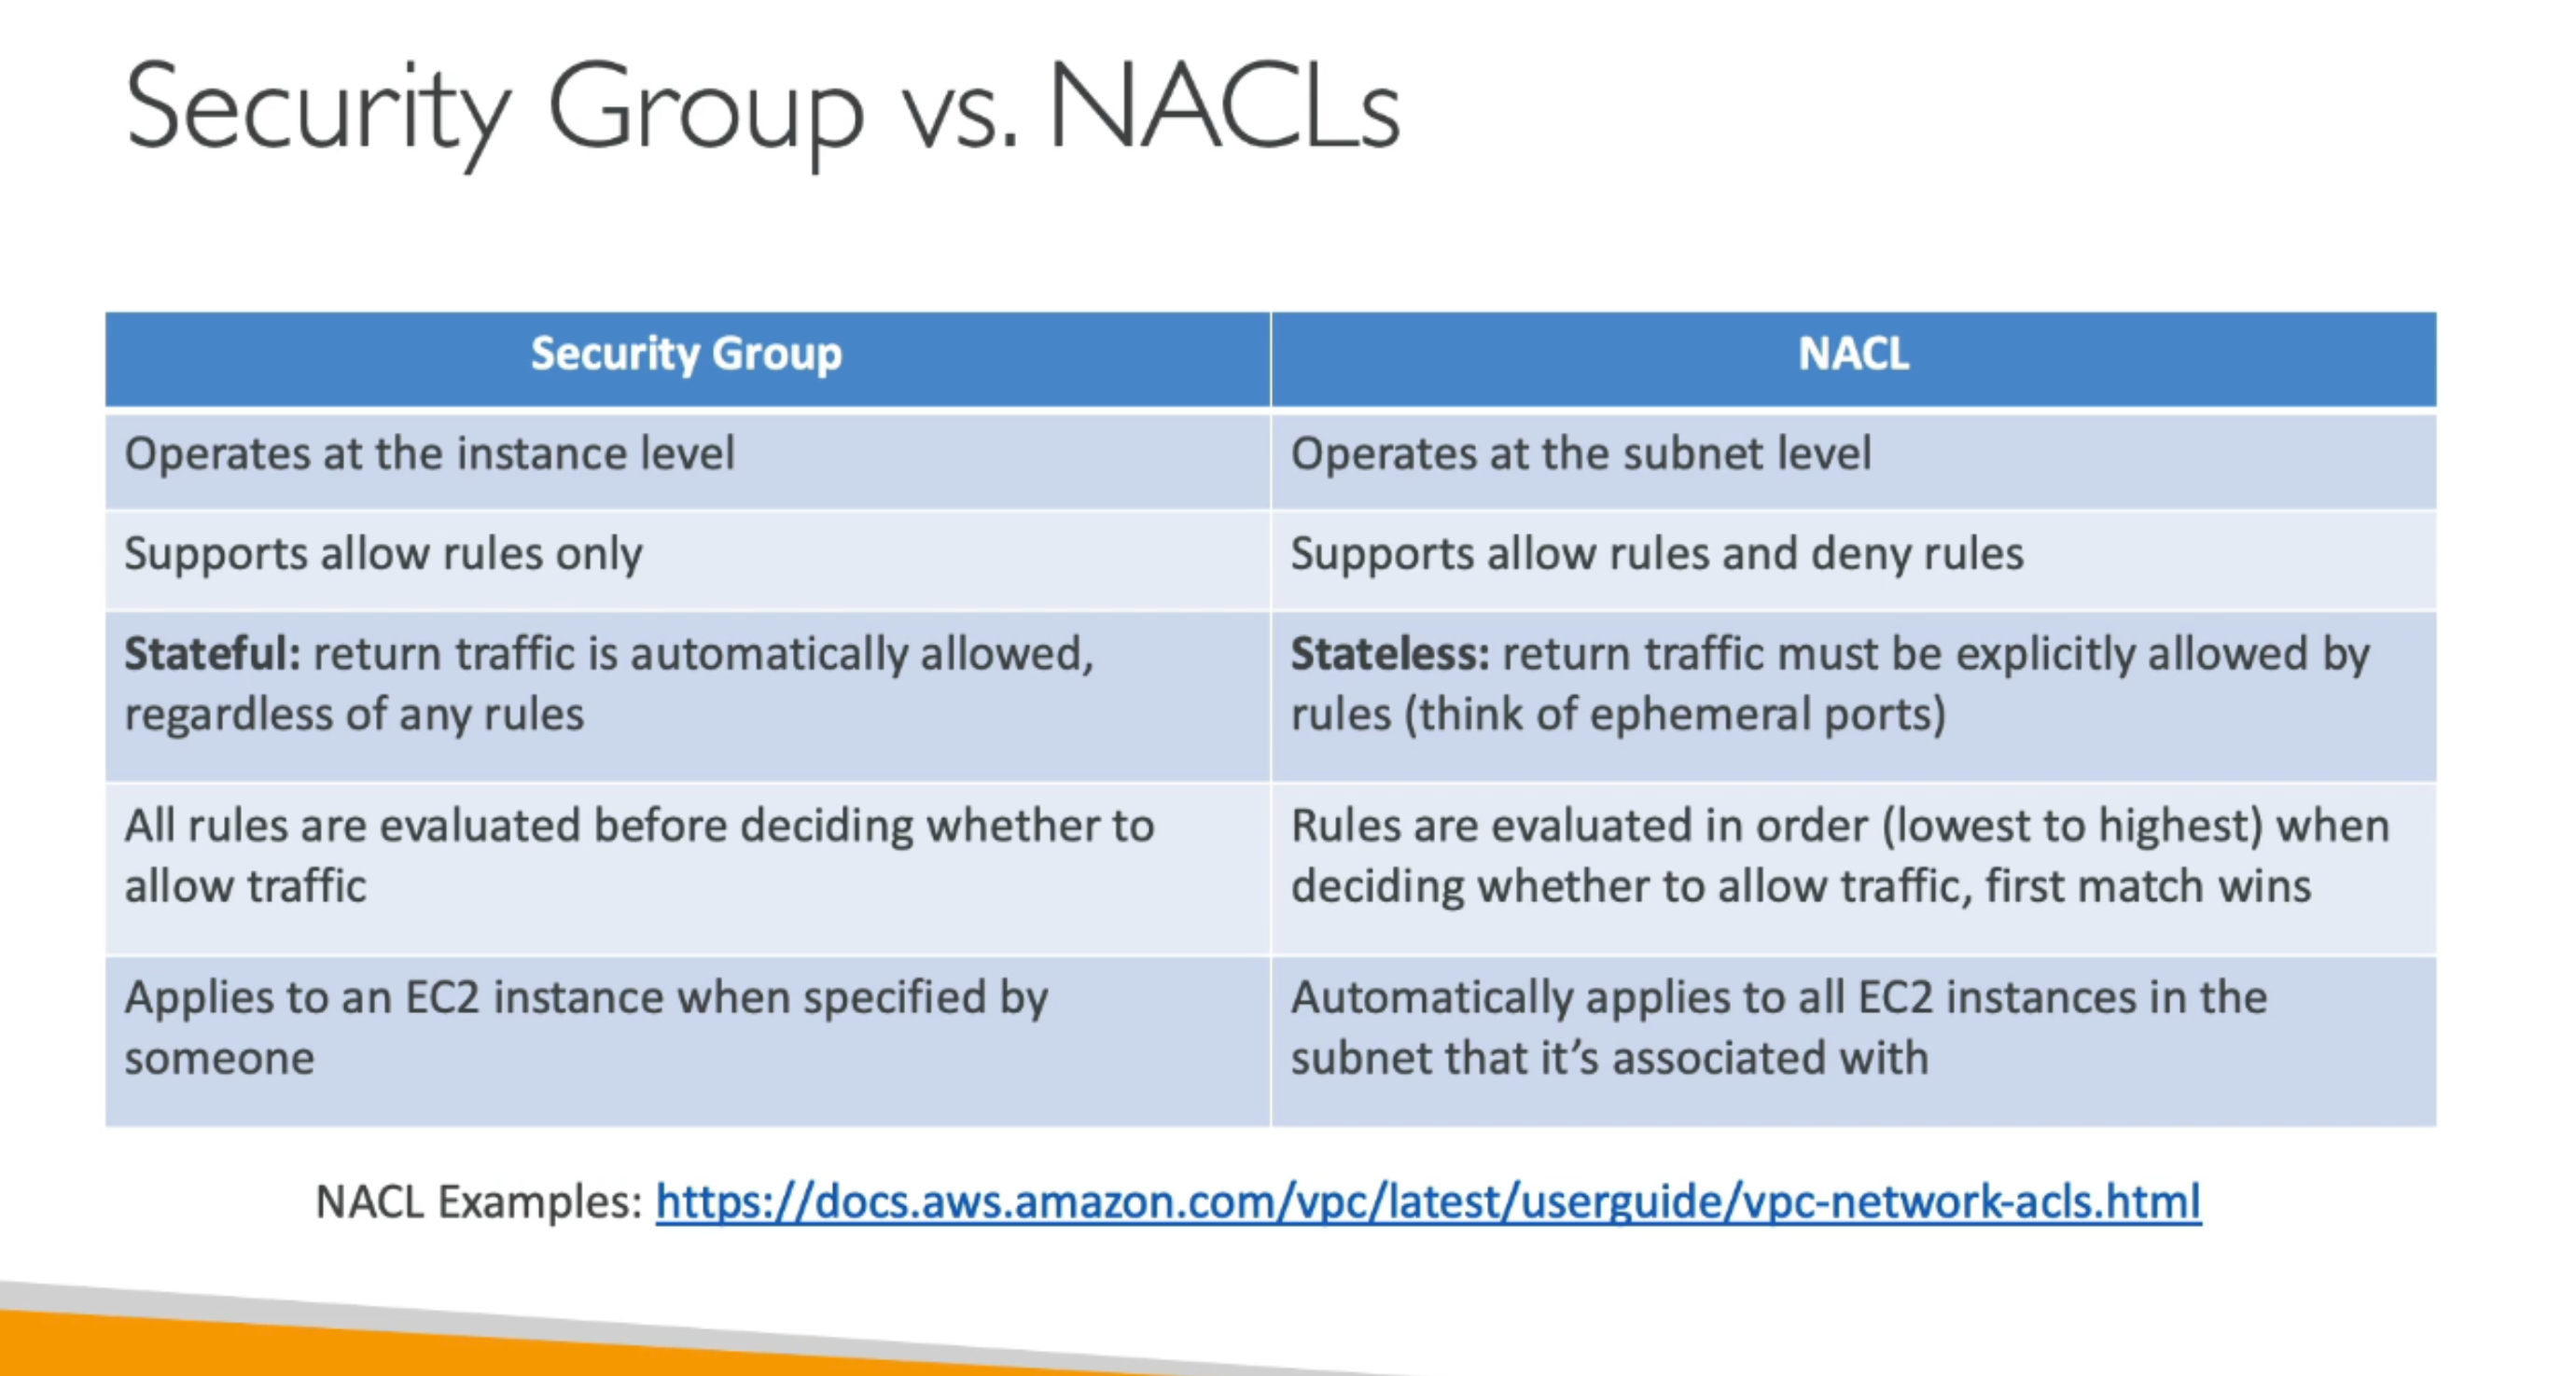 Security Group vs. NACLs
Security Group
NACL
Operates at the instance level
Operates at the subnet level
Supports allow rules only
Supports allow rules and deny rules
Stateful: return traffic is automatically allowed,
regardless of any rules
Stateless: return traffic must be explicitly allowed by
rules (think of ephemeral ports)
All rules are evaluated before deciding whether to
allow traffic
Rules are evaluated in order (lowest to highest) when
deciding whether to allow traffic, first match wins
Applies to an EC2 instance when specified by
someone
Automatically applies to all EC2 instances in the
subnet that it’s associated with
NACL Examples: https://docs.aws.amazon.com/vpc/latest/userguide/vpc-network-acls.html